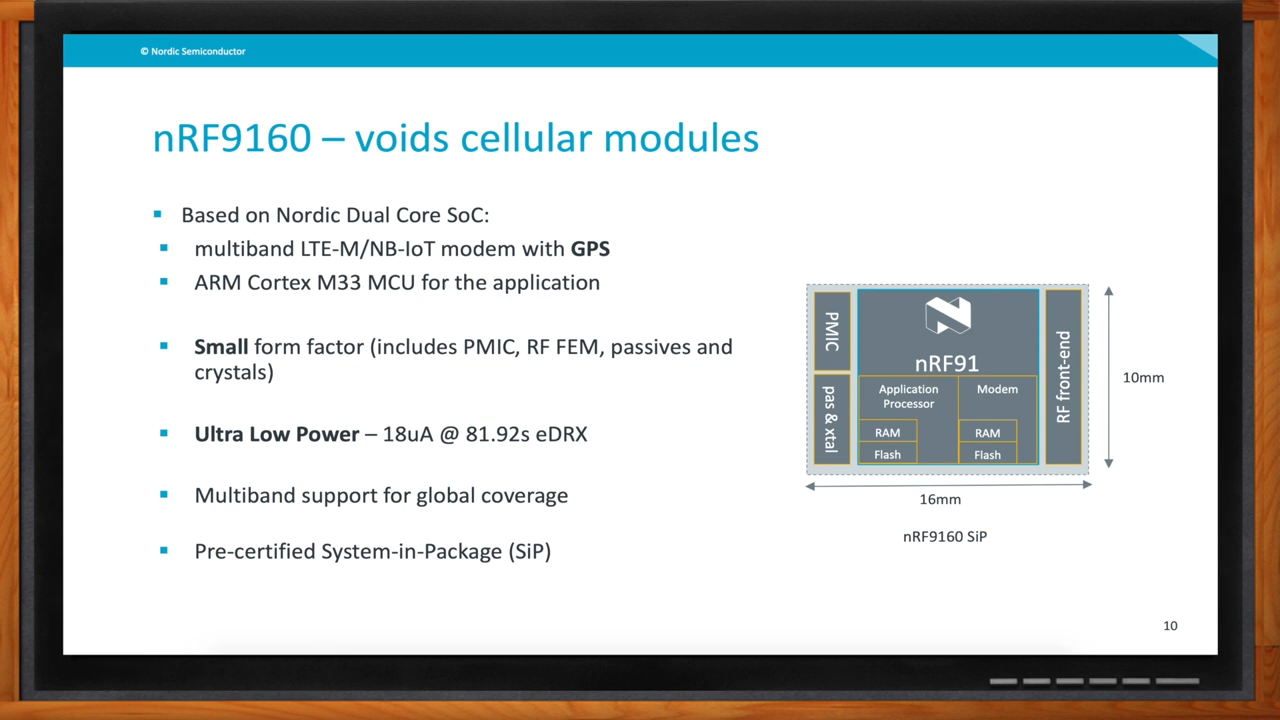 © Nordic Semiconductor
nRF9160 – voids cellular modules
Based on Nordic Dual Core SoC:
multiband LTE-M/NB-IoT modem with GPS
ARM Cortex M33 MCU for the application
Small form factor (includes PMIC, RF FEM, passives and
crystals)
Ultra Low Power – 18uA @ 81.92s eDRX
Multiband support for global coverage
Pre-certified System-in-Package (SiP)
PMIC
pas & xtal
nRF91
Application
Processor
RAM
Flash
Modem
RAM
Flash
RF front-end
10mm
16mm
nRF9160 SiP
10